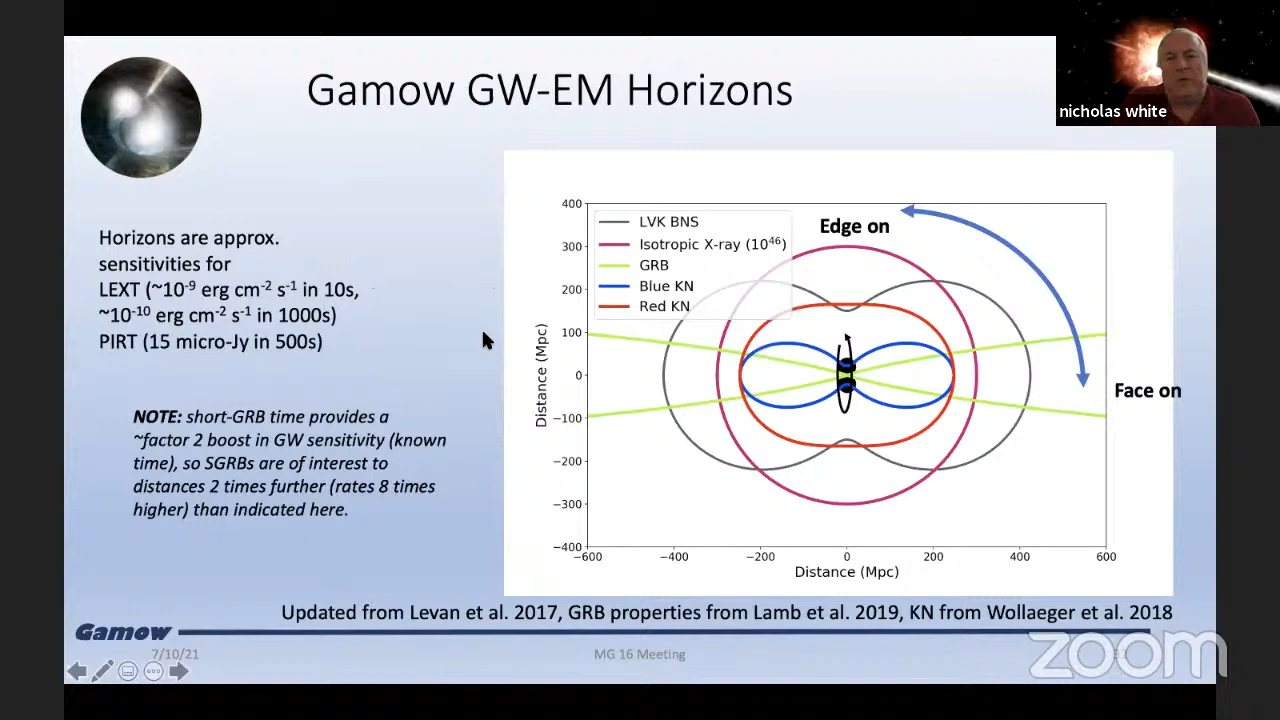 Gamow GW-EM Horizons
nicholas white
Horizons are approx.
sensitivities for
LEXT (~10⁻⁹ erg cm⁻² s⁻¹ in 10s,
~10⁻¹⁰ erg cm⁻² s⁻¹ in 1000s)
PIRT (15 micro-Jy in 500s)
NOTE: short-GRB time provides a
~factor 2 boost in GW sensitivity (known
time), so SGRBs are of interest to
distances 2 times further (rates 8 times
higher) than indicated here.
LVK BNS
Isotropic X-ray (10⁴⁶)
GRB
Blue KN
Red KN
Edge on
Face on
400
300
200
100
0
−100
−200
−300
−400
Distance (Mpc)
−600 −400 −200 0 200 400 600
Distance (Mpc)
Updated from Levan et al. 2017, GRB properties from Lamb et al. 2019, KN from Wollaeger et al. 2018
Gamow
7/10/21
MG 16 Meeting
zoom